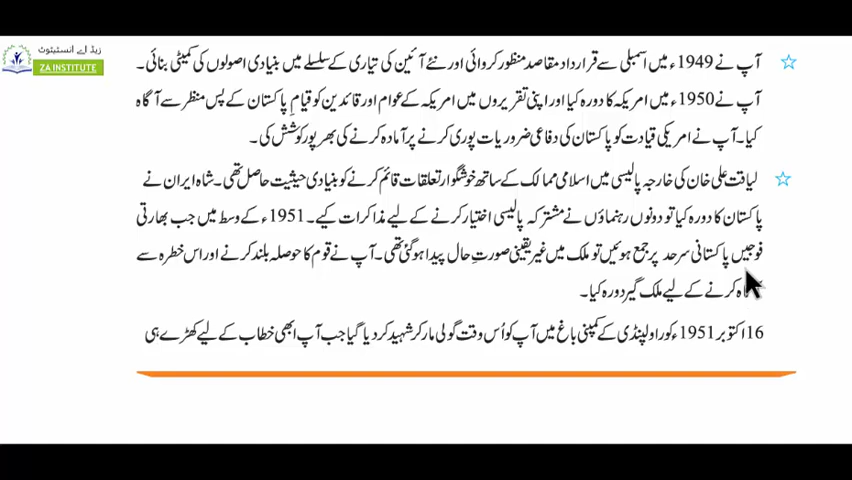 زیڈ اے انسٹیٹیوٹ
ZA INSTITUTE
آپ نے 1949ء میں اسمبلی سے قرارداد مقاصد منظور کروائی اور نئے آئین کی تیاری کے سلسلے میں بنیادی اصولوں کی کمیٹی بنائی۔
آپ نے 1950ء میں امریکہ کا دورہ کیا اور اپنی تقریروں میں امریکہ کے عوام اور قائدین کو قیامِ پاکستان کے پس منظر سے آگاہ
کیا۔ آپ نے امریکی قیادت کو پاکستان کی دفاعی ضروریات پوری کرنے پر آمادہ کرنے کی بھرپور کوشش کی۔
لیاقت علی خان کی خارجہ پالیسی میں اسلامی ممالک کے ساتھ خوشگوار تعلقات قائم کرنے کو بنیادی حیثیت حاصل تھی۔ شاہ ایران نے
پاکستان کا دورہ کیا تو دونوں رہنماؤں نے مشترکہ پالیسی اختیار کرنے کے لیے مذاکرات کیے۔ 1951ء کے وسط میں جب بھارتی
فوجیں پاکستانی سرحد پر جمع ہوئیں تو ملک میں غیر یقینی صورتِ حال پیدا ہوگئی تھی۔ آپ نے قوم کا حوصلہ بلند کرنے اور اس خطرہ سے
کرنے کے لیے ملک گیر دورہ کیا۔
16 اکتوبر 1951ء کو راولپنڈی کے کمپنی باغ میں آپ کو اُس وقت گولی مار کر شہید کر دیا گیا جب آپ ابھی خطاب کے لیے کھڑے ہی